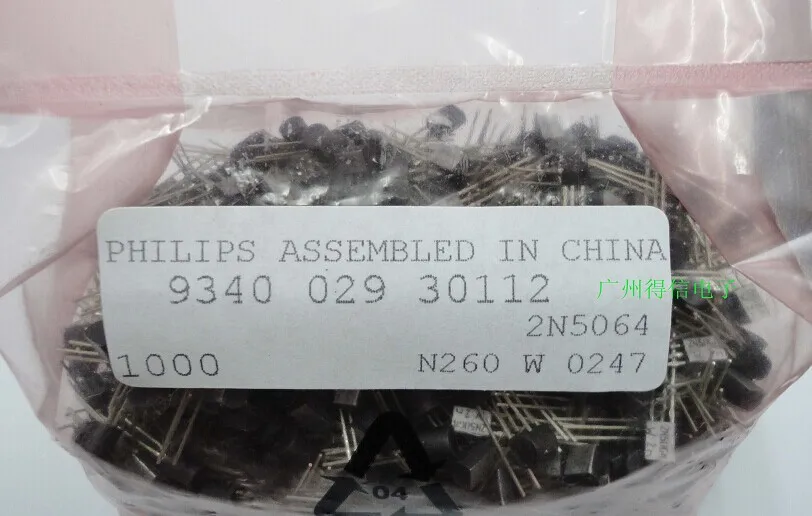 PHILIPS ASSEMBLED IN CHINA
9340 029 30112
广州得信电子
2N5064
1000
N260 W 0247
04